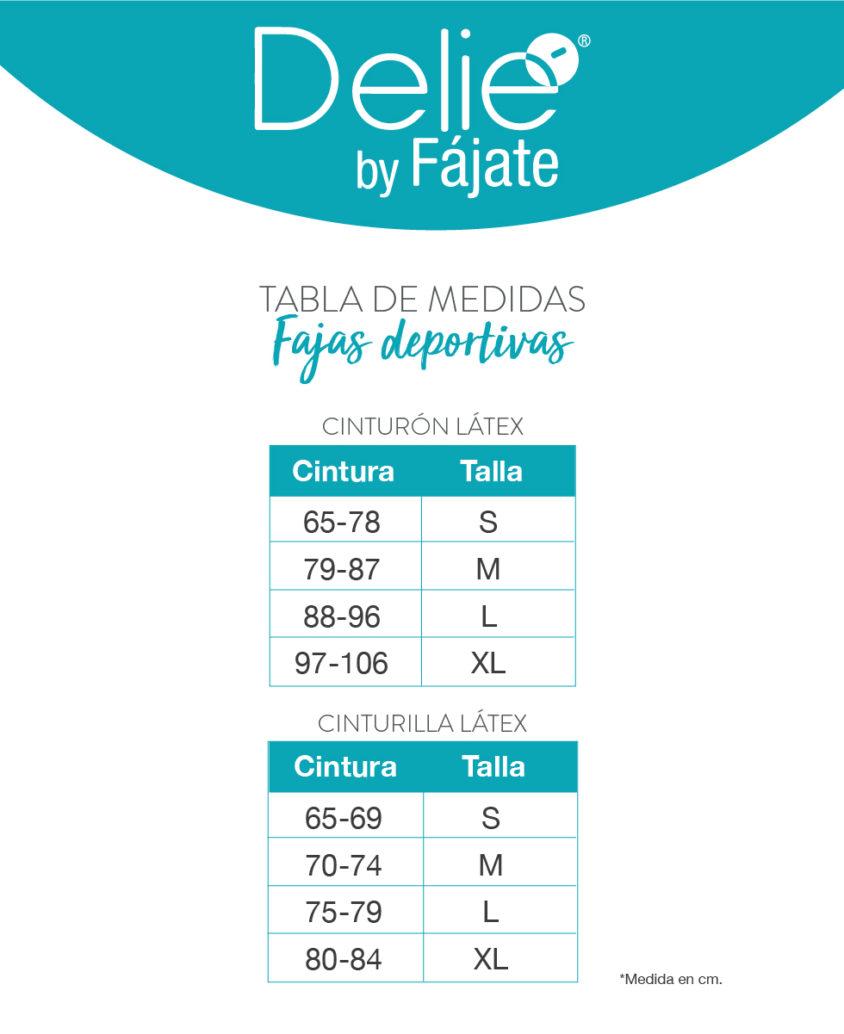 Delie®
by Fájate
TABLA DE MEDIDAS
Fajas deportivas
CINTURÓN LÁTEX
Cintura Talla
65-78 S
79-87 M
88-96 L
97-106 XL
CINTURILLA LÁTEX
Cintura Talla
65-69 S
70-74 M
75-79 L
80-84 XL
*Medida en cm.